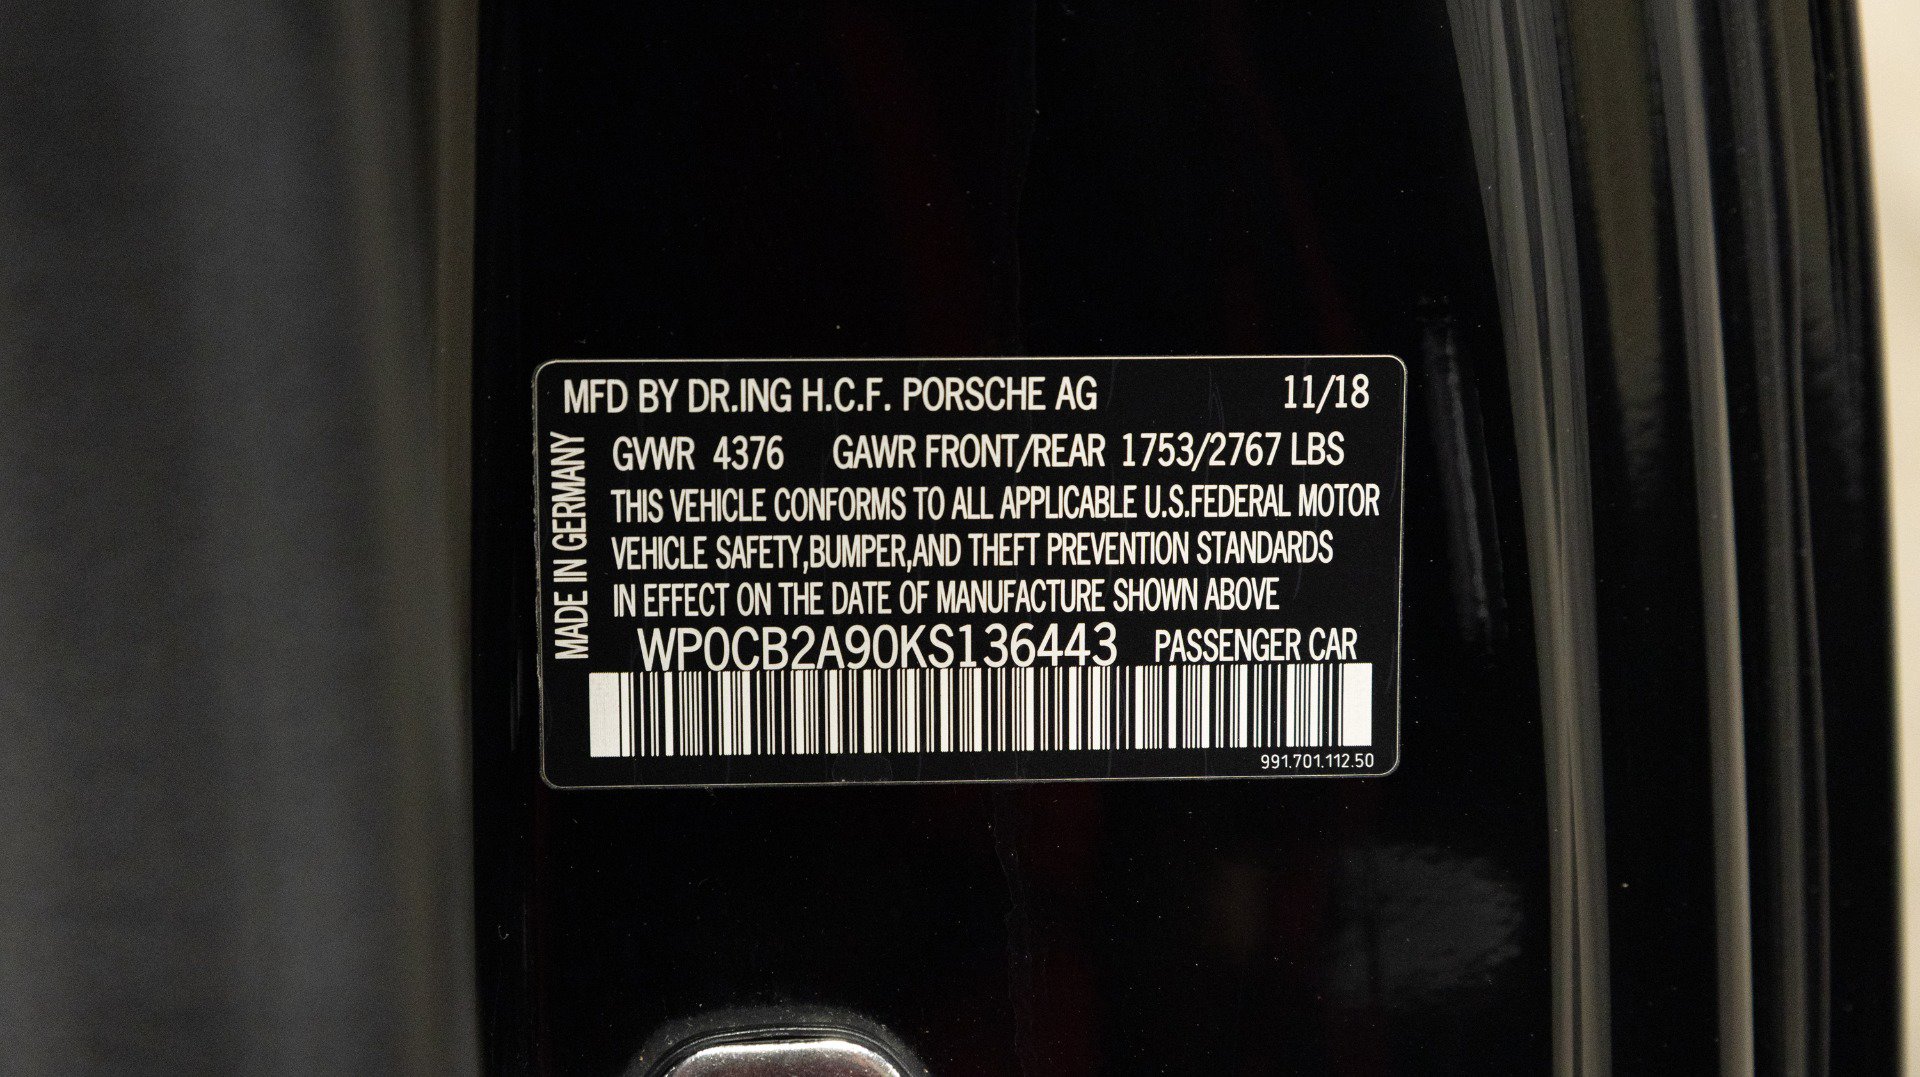 MFD BY DR.ING H.C.F. PORSCHE AG 11/18
GVWR 4376 GAWR FRONT/REAR 1753/2767 LBS
THIS VEHICLE CONFORMS TO ALL APPLICABLE U.S.FEDERAL MOTOR
VEHICLE SAFETY,BUMPER,AND THEFT PREVENTION STANDARDS
IN EFFECT ON THE DATE OF MANUFACTURE SHOWN ABOVE
WP0CB2A90KS136443 PASSENGER CAR
991.701.112.50
MADE IN GERMANY